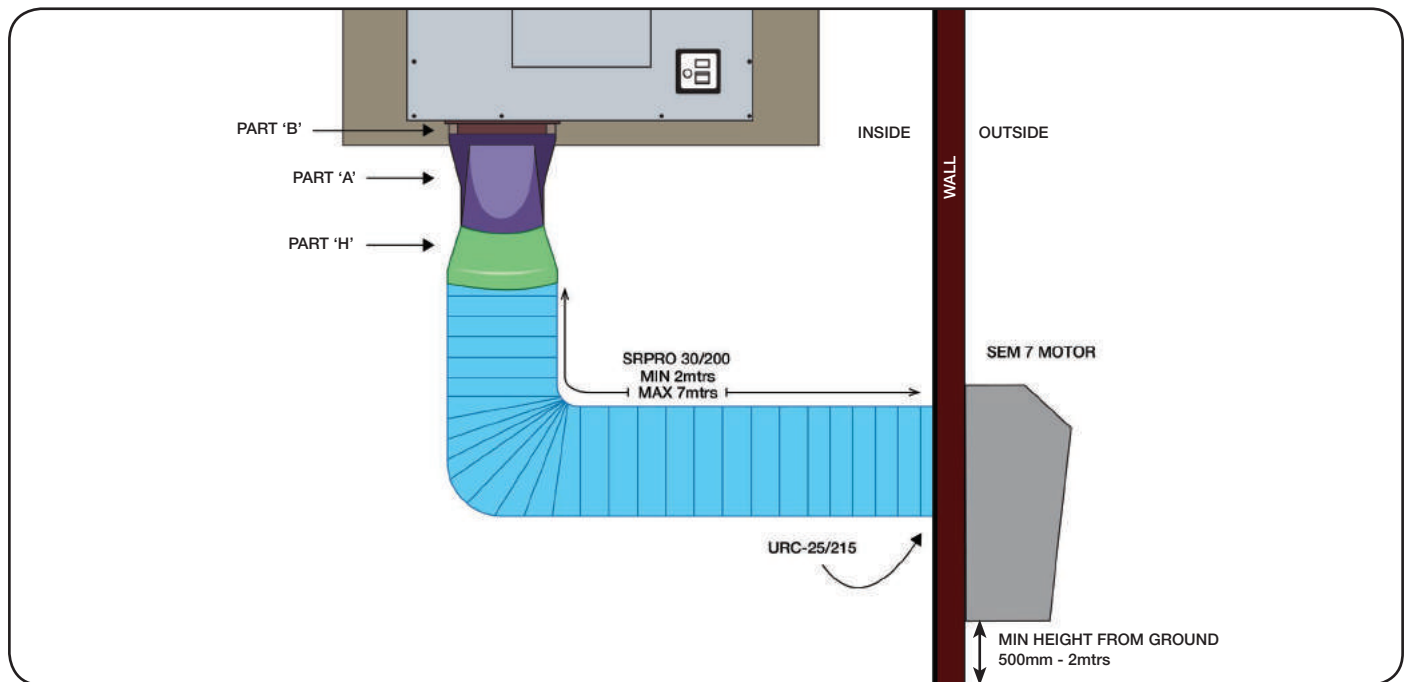 PART ‘B’
INSIDE
OUTSIDE
WALL
PART ‘A’
PART ‘H’
SRPRO 30/200
MIN 2mtrs
MAX 7mtrs
SEM 7 MOTOR
URC-25/215
MIN HEIGHT FROM GROUND
500mm - 2mtrs